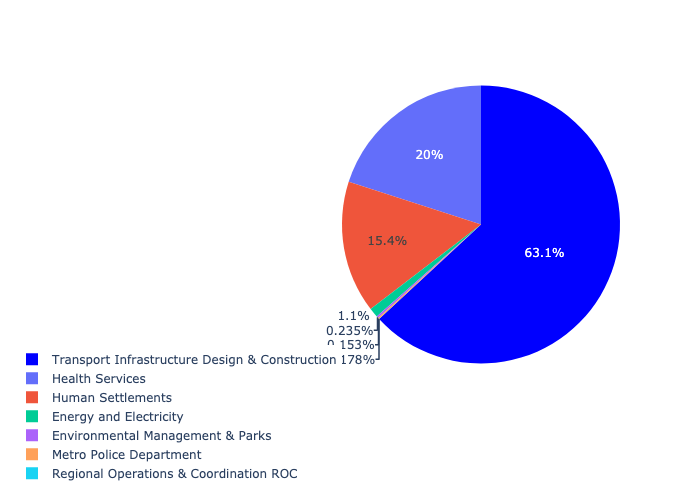 20%
15.4%
63.1%
1.1%
0.235%
153%
Transport Infrastructure Design & Construction 178%
Health Services
Human Settlements
Energy and Electricity
Environmental Management & Parks
Metro Police Department
Regional Operations & Coordination ROC